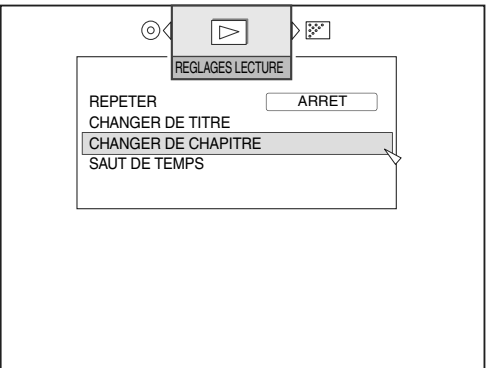 REGLAGES LECTURE
REPETER ARRET
CHANGER DE TITRE
CHANGER DE CHAPITRE
SAUT DE TEMPS